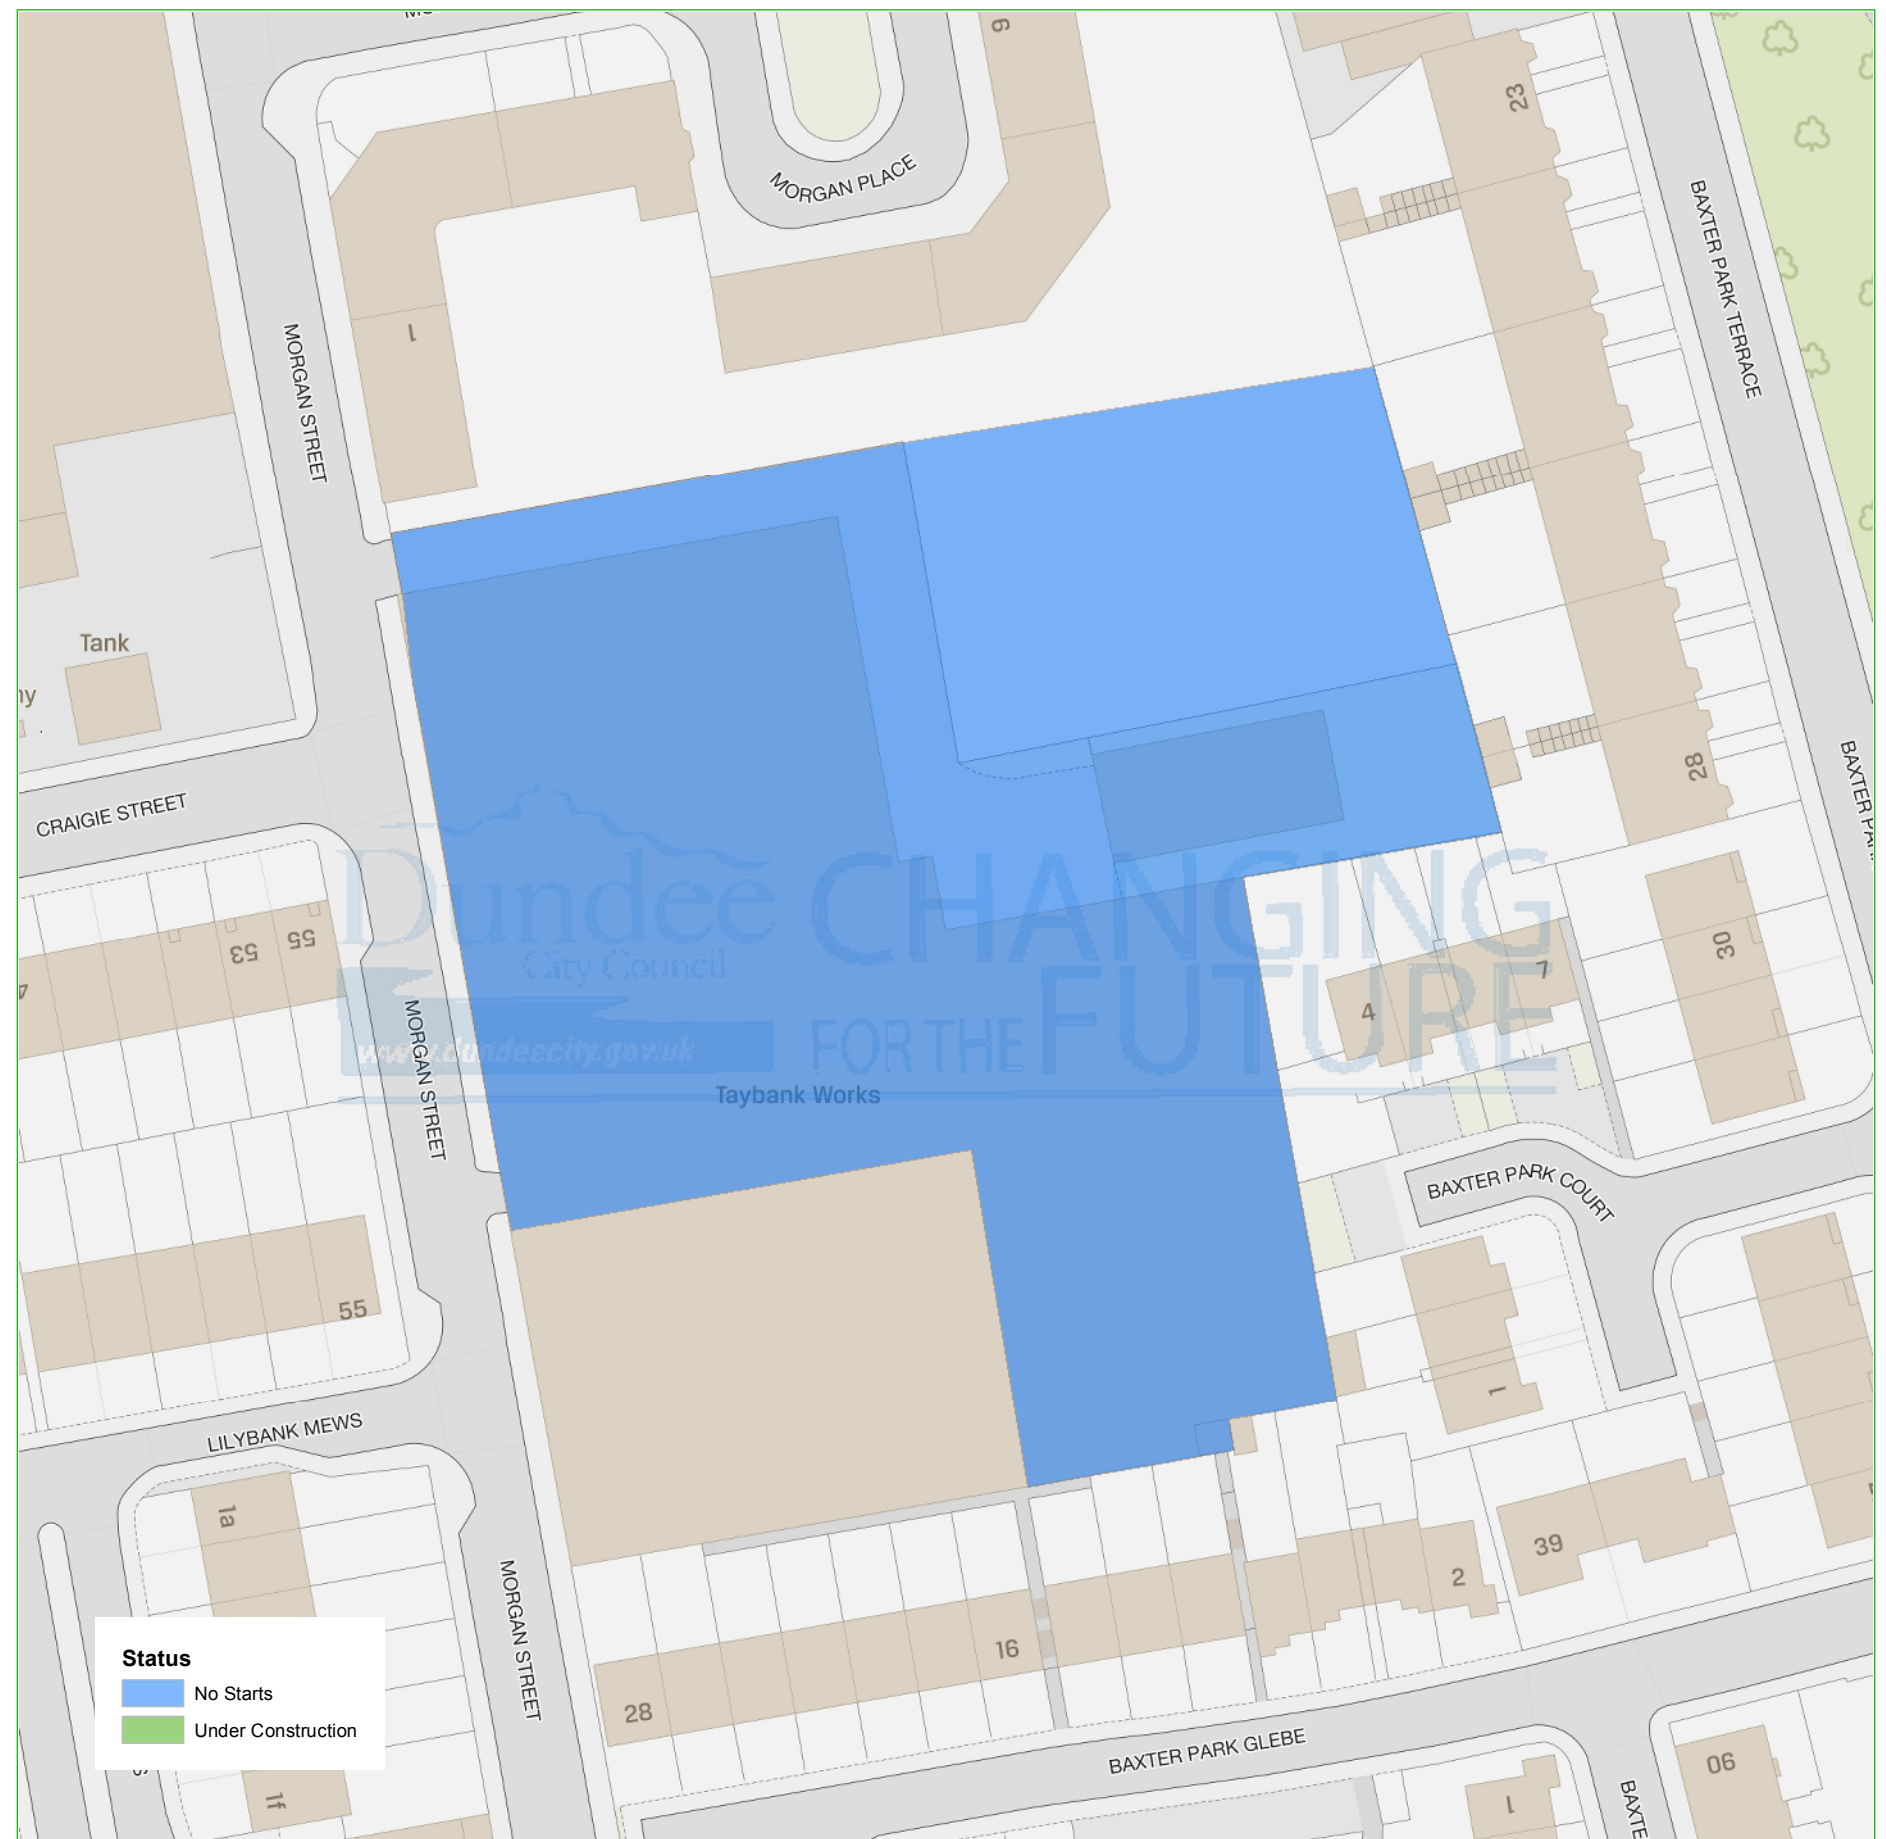 9
23
MORGAN PLACE
BAXTER PARK TERRACE
1
MORGAN STREET
Tank
28
CRAIGIE STREET
Dundee
City Council
www.dundeecity.gov.uk
CHANGING
FOR THE FUTURE
53
55
30
7
4
MORGAN STREET
Taybank Works
BAXTER PARK COURT
55
1
LILYBANK MEWS
1a
39
2
MORGAN STREET
16
28
Status
No Starts
Under Construction
BAXTER PARK GLEBE
90
1
1f